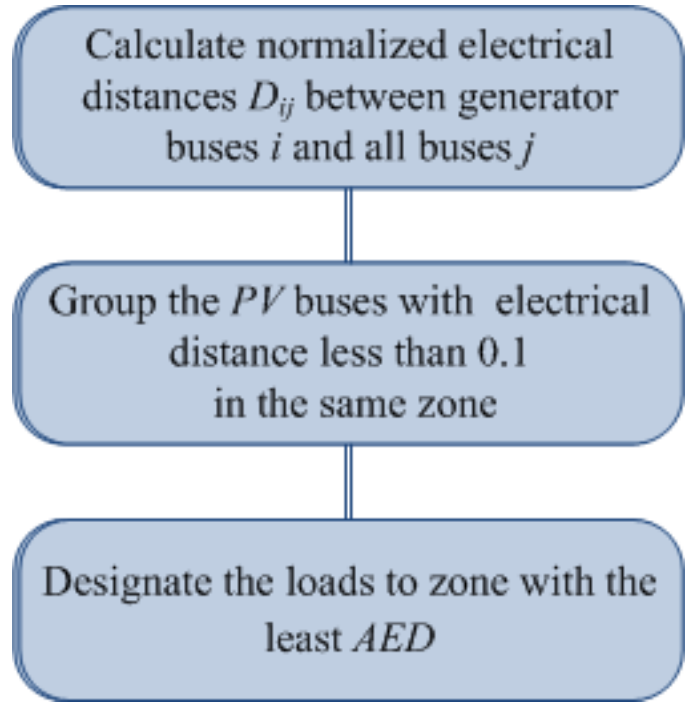 Calculate normalized electrical
distances D_ij between generator
buses i and all buses j
Group the PV buses with electrical
distance less than 0.1
in the same zone
Designate the loads to zone with the
least AED